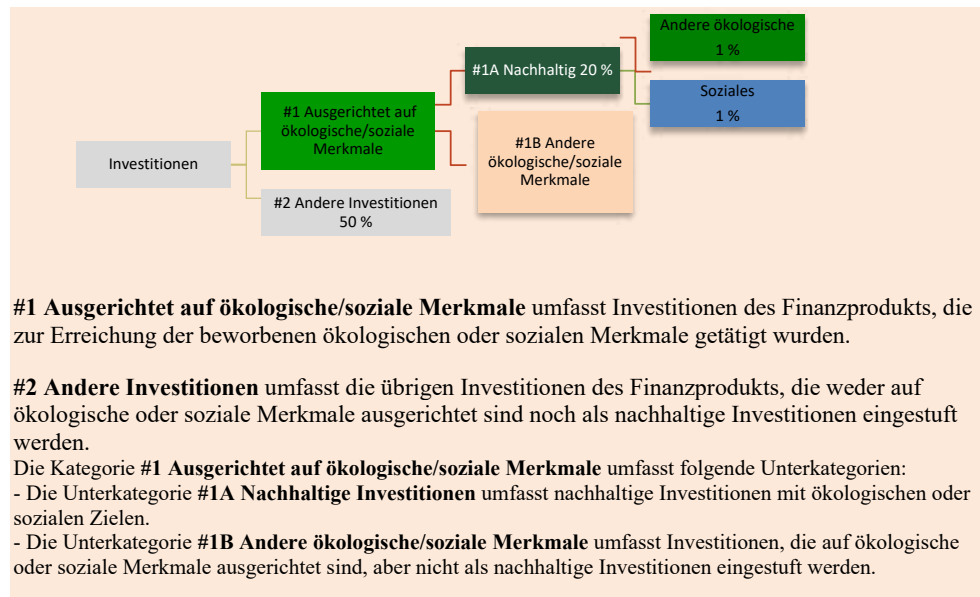 Andere ökologische
1 %
#1A Nachhaltig 20 %
Soziales
1 %
#1 Ausgerichtet auf
ökologische/soziale
Merkmale
#1B Andere
ökologische/soziale
Merkmale
Investitionen
#2 Andere Investitionen
50 %
#1 Ausgerichtet auf ökologische/soziale Merkmale umfasst Investitionen des Finanzprodukts, die
zur Erreichung der beworbenen ökologischen oder sozialen Merkmale getätigt wurden.
#2 Andere Investitionen umfasst die übrigen Investitionen des Finanzprodukts, die weder auf
ökologische oder soziale Merkmale ausgerichtet sind noch als nachhaltige Investitionen eingestuft
werden.
Die Kategorie #1 Ausgerichtet auf ökologische/soziale Merkmale umfasst folgende Unterkategorien:
- Die Unterkategorie #1A Nachhaltige Investitionen umfasst nachhaltige Investitionen mit ökologischen oder
sozialen Zielen.
- Die Unterkategorie #1B Andere ökologische/soziale Merkmale umfasst Investitionen, die auf ökologische
oder soziale Merkmale ausgerichtet sind, aber nicht als nachhaltige Investitionen eingestuft werden.